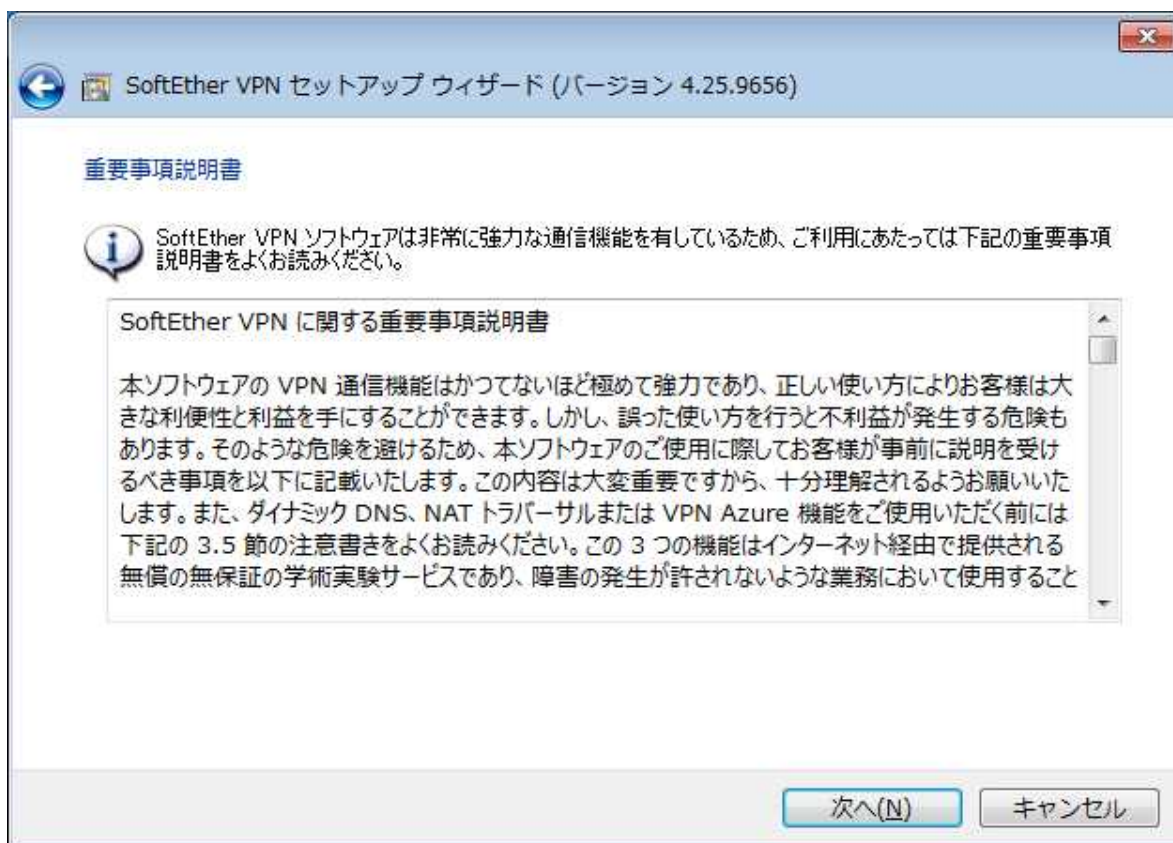 SoftEther VPN セットアップ ウィザード (バージョン 4.25.9656)
重要事項説明書
SoftEther VPN ソフトウェアは非常に強力な通信機能を有しているため、ご利用にあたっては下記の重要事項
説明書をよくお読みください。
SoftEther VPN に関する重要事項説明書
本ソフトウェアの VPN 通信機能はかつてないほど極めて強力であり、正しい使い方によりお客様は大
きな利便性と利益を手にすることができます。しかし、誤った使い方を行うと不利益が発生する危険も
あります。そのような危険を避けるため、本ソフトウェアのご使用に際してお客様が事前に説明を受け
るべき事項を以下に記載いたします。この内容は大変重要ですから、十分理解されるようお願いいた
します。また、ダイナミック DNS、NAT トラバーサルまたは VPN Azure 機能をご使用いただく前には
下記の 3.5 節の注意書きをよくお読みください。この 3 つの機能はインターネット経由で提供される
無償の無保証の学術実験サービスであり、障害の発生が許されないような業務において使用すること
次へ(N)
キャンセル